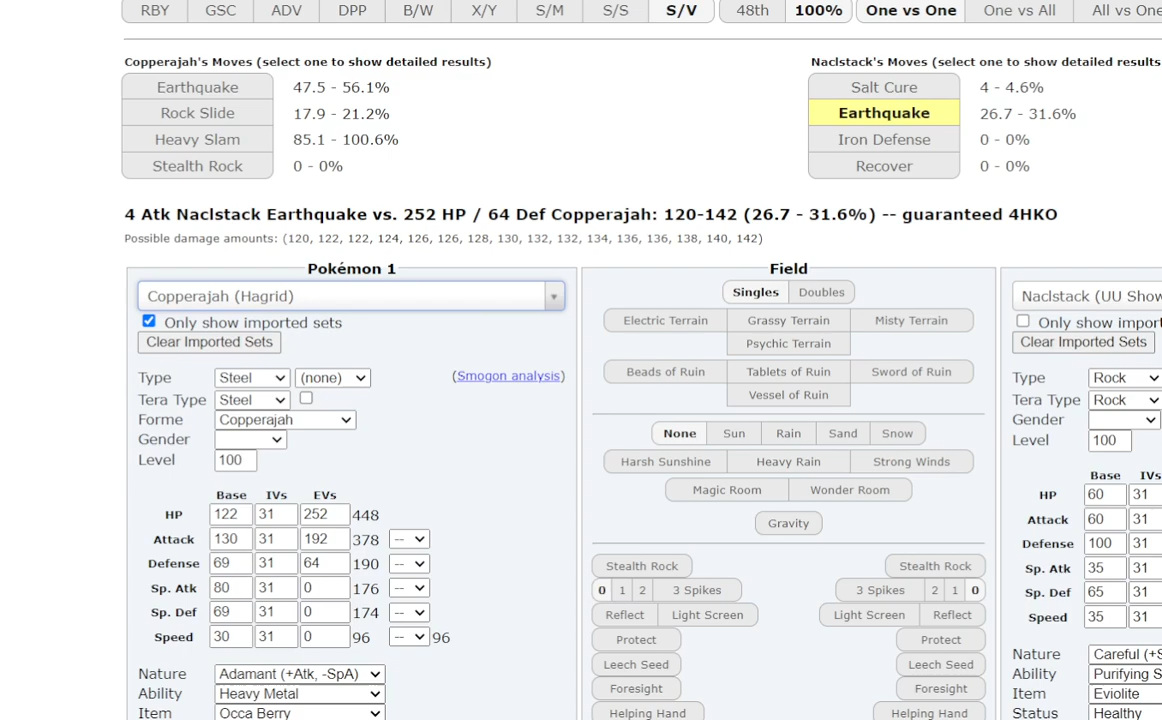 RBY GSC ADV DPP B/W X/Y S/M S/S S/V 48th 100% One vs One One vs All All vs One
Copperajah's Moves (select one to show detailed results)
Earthquake 47.5 - 56.1%
Rock Slide 17.9 - 21.2%
Heavy Slam 85.1 - 100.6%
Stealth Rock 0 - 0%
Naclstack's Moves (select one to show detailed results
Salt Cure 4 - 4.6%
Earthquake 26.7 - 31.6%
Iron Defense 0 - 0%
Recover 0 - 0%
4 Atk Naclstack Earthquake vs. 252 HP / 64 Def Copperajah: 120-142 (26.7 - 31.6%) -- guaranteed 4HKO
Possible damage amounts: (120, 122, 122, 124, 126, 126, 128, 130, 132, 132, 134, 136, 136, 138, 140, 142)
Pokémon 1
Copperajah (Hagrid)
Only show imported sets
Clear Imported Sets
Type Steel (none) (Smogon analysis)
Tera Type Steel
Forme Copperajah
Gender
Level 100
Base IVs EVs
HP 122 31 252 448
Attack 130 31 192 378 --
Defense 69 31 64 190 --
Sp. Atk 80 31 0 176 --
Sp. Def 69 31 0 174 --
Speed 30 31 0 96 -- 96
Nature Adamant (+Atk, -SpA)
Ability Heavy Metal
Item Occa Berry
Field
Singles Doubles
Electric Terrain Grassy Terrain Misty Terrain
Psychic Terrain
Beads of Ruin Tablets of Ruin Sword of Ruin
Vessel of Ruin
None Sun Rain Sand Snow
Harsh Sunshine Heavy Rain Strong Winds
Magic Room Wonder Room
Gravity
Stealth Rock Stealth Rock
0 1 2 3 Spikes 3 Spikes 2 1 0
Reflect Light Screen Light Screen Reflect
Protect Protect
Leech Seed Leech Seed
Foresight Foresight
Helping Hand Helping Hand
Naclstack (UU Show
Only show import
Clear Imported Sets
Type Rock
Tera Type Rock
Gender
Level 100
Base IVs
HP 60 31
Attack 60 31
Defense 100 31
Sp. Atk 35 31
Sp. Def 65 31
Speed 35 31
Nature Careful (+S
Ability Purifying S
Item Eviolite
Status Healthy